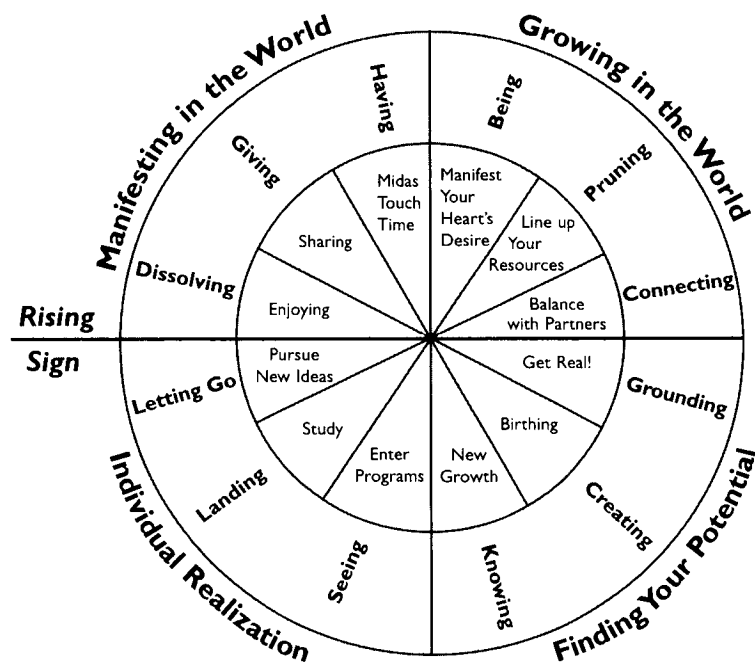 Manifesting in the World
Growing in the World
Having
Being
Giving
Pruning
Dissolving
Connecting
Midas
Touch
Time
Manifest
Your
Heart's
Desire
Sharing
Line up
Your
Resources
Enjoying
Balance
with Partners
Rising
Sign
Pursue
New Ideas
Get Real!
Letting Go
Grounding
Study
Birthing
Enter
Programs
New
Growth
Landing
Creating
Seeing
Knowing
Individual Realization
Finding Your Potential